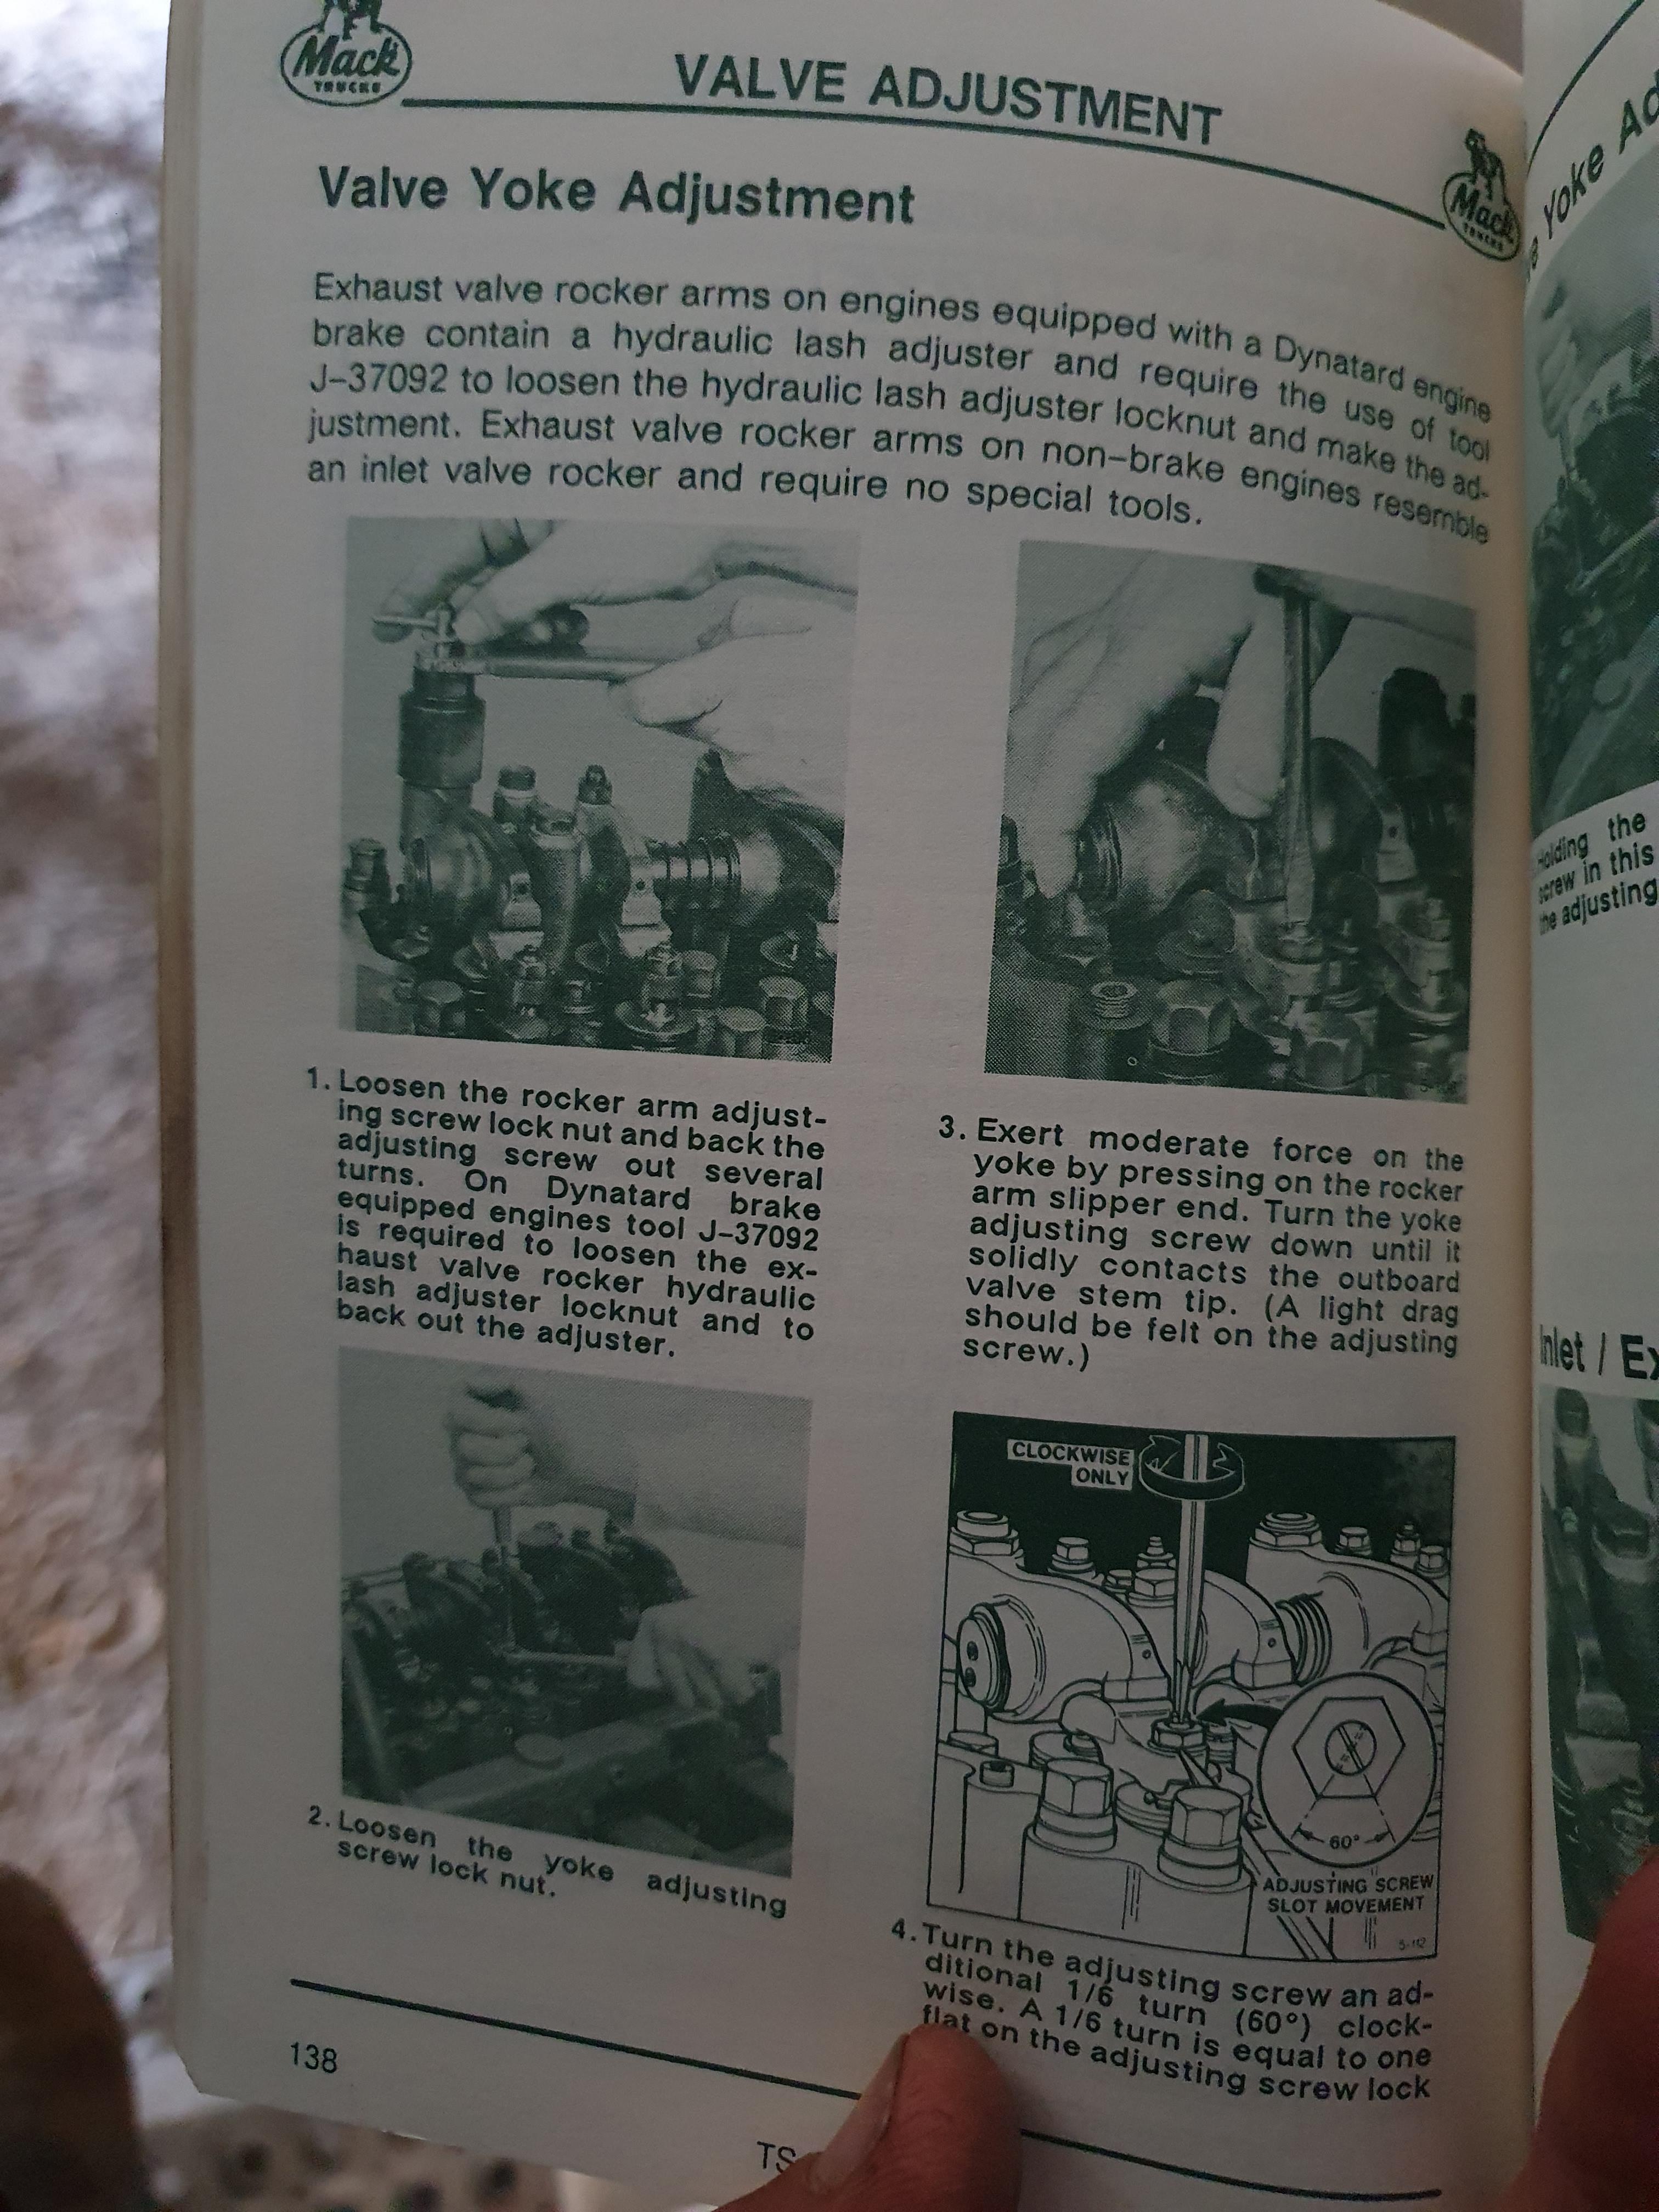 Mack
TRUCKS
VALVE ADJUSTMENT
Mack
TRUCKS
Valve Yoke Adjustment
Exhaust valve rocker arms on engines equipped with a Dynatard engine
brake contain a hydraulic lash adjuster and require the use of tool
J-37092 to loosen the hydraulic lash adjuster locknut and make the ad-
justment. Exhaust valve rocker arms on non-brake engines resemble
an inlet valve rocker and require no special tools.
1. Loosen the rocker arm adjust-
ing screw lock nut and back the
adjusting screw out several
turns. On Dynatard brake
equipped engines tool J-37092
is required to loosen the ex-
haust valve rocker hydraulic
lash adjuster locknut and to
back out the adjuster.
2. Loosen the yoke adjusting
screw lock nut.
3. Exert moderate force on the
yoke by pressing on the rocker
arm slipper end. Turn the yoke
adjusting screw down until it
solidly contacts the outboard
valve stem tip. (A light drag
should be felt on the adjusting
screw.)
CLOCKWISE
ONLY
60°
ADJUSTING SCREW
SLOT MOVEMENT
5-112
4. Turn the adjusting screw an ad-
ditional 1/6 turn (60°) clock-
wise. A 1/6 turn is equal to one
flat on the adjusting screw lock
138
TS
Yoke Ad
Holding the
screw in this
the adjusting
Inlet / Ex